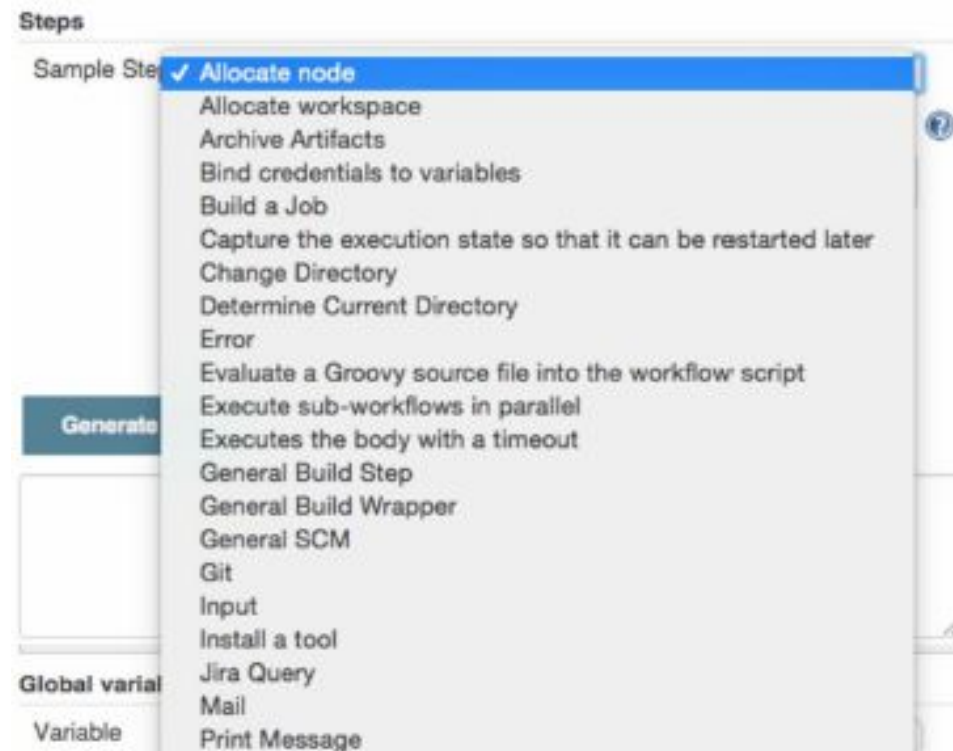 Steps
Sample Ste ✓ Allocate node
Allocate workspace
Archive Artifacts
Bind credentials to variables
Build a Job
Capture the execution state so that it can be restarted later
Change Directory
Determine Current Directory
Error
Evaluate a Groovy source file into the workflow script
Execute sub-workflows in parallel
Generate
Executes the body with a timeout
General Build Step
General Build Wrapper
General SCM
Git
Input
Install a tool
Jira Query
Global varia
Mail
Variable
Print Message